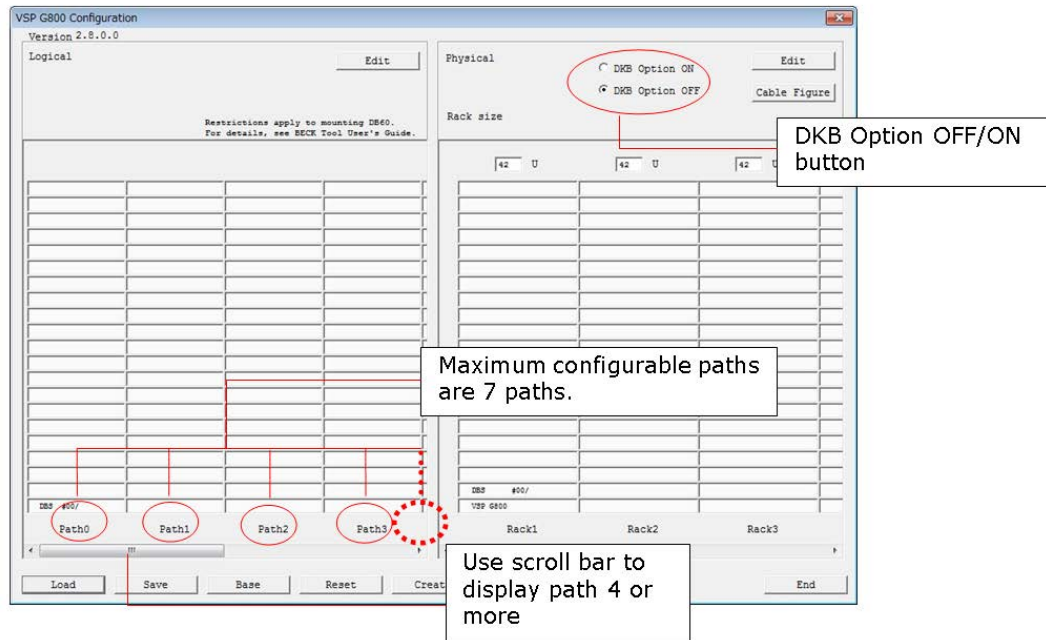 VSP G800 Configuration
Version 2.8.0.0
Logical
Edit
Restrictions apply to mounting DB60.
For details, see BECK Tool User's Guide.
Physical
DKB Option ON
DKB Option OFF
Edit
Cable Figure
Rack size
42 U
42 U
42
DKB Option OFF/ON
button
Maximum configurable paths
are 7 paths.
DBS #00/
Path0
Path1
Path2
Path3
DBS #00/
VSP G800
Rack1
Rack2
Rack3
Use scroll bar to
display path 4 or
more
Load
Save
Base
Reset
Creat
End